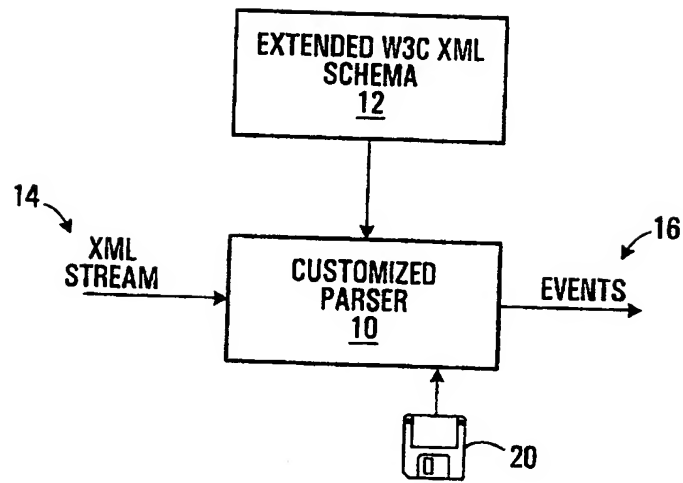 EXTENDED W3C XML
SCHEMA
12
14
XML
STREAM
CUSTOMIZED
PARSER
10
16
EVENTS
20